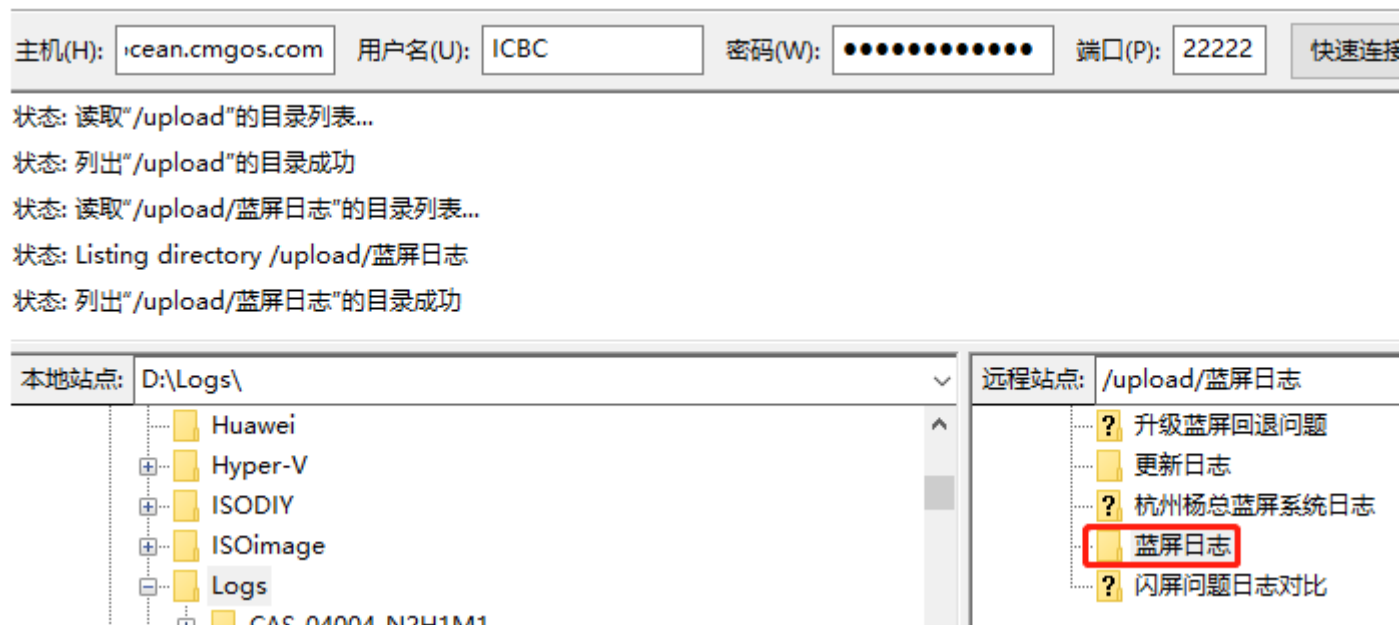 主机(H): cean.cmgos.com 用户名(U): ICBC 密码(W): ●●●●●●●●●●●● 端口(P): 22222 快速连接
状态: 读取“/upload”的目录列表...
状态: 列出“/upload”的目录成功
状态: 读取“/upload/蓝屏日志”的目录列表...
状态: Listing directory /upload/蓝屏日志
状态: 列出“/upload/蓝屏日志”的目录成功
本地站点: D:\Logs\
Huawei
Hyper-V
ISODIY
ISOimage
Logs
CAS-04004-N2H1M1
远程站点: /upload/蓝屏日志
? 升级蓝屏回退问题
更新日志
? 杭州杨总蓝屏系统日志
蓝屏日志
? 闪屏问题日志对比